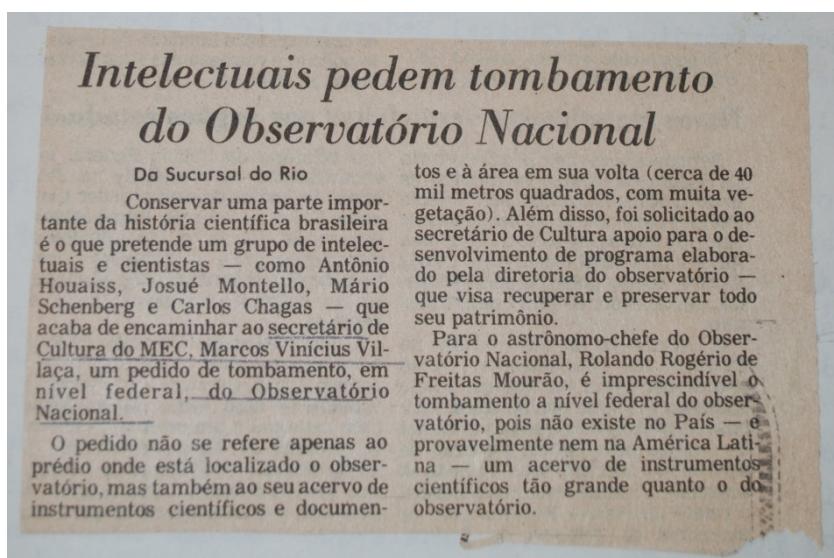 Intelectuais pedem tombamento
do Observatório Nacional
Da Sucursal do Rio
Conservar uma parte impor-
tante da história científica brasileira
é o que pretende um grupo de intelec-
tuais e cientistas — como Antônio
Houaiss, Josué Montello, Mário
Schenberg e Carlos Chagas — que
acaba de encaminhar ao secretário de
Cultura do MEC, Marcos Vinícius Vil-
laça, um pedido de tombamento, em
nível federal, do Observatório
Nacional.
O pedido não se refere apenas ao
prédio onde está localizado o obser-
vatório, mas também ao seu acervo de
instrumentos científicos e documen-
tos e à área em sua volta (cerca de 40
mil metros quadrados, com muita ve-
getação). Além disso, foi solicitado ao
secretário de Cultura apoio para o de-
senvolvimento de programa elabora-
do pela diretoria do observatório —
que visa recuperar e preservar todo
seu patrimônio.
Para o astrônomo-chefe do Obser-
vatório Nacional, Rolando Rogério de
Freitas Mourão, é imprescindível o
tombamento a nível federal do obser-
vatório, pois não existe no País — e
provavelmente nem na América Lati-
na — um acervo de instrumentos
científicos tão grande quanto o do
observatório.